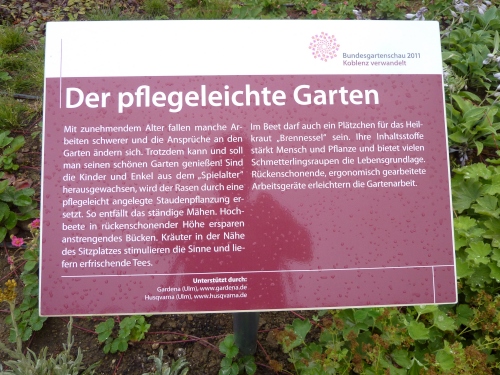 Bundesgartenschau 2011
Koblenz verwandelt
Der pflegeleichte Garten
Mit zunehmendem Alter fallen manche Ar-
beiten schwerer und die Ansprüche an den
Garten ändern sich. Trotzdem kann und soll
man seinen schönen Garten genießen! Sind
die Kinder und Enkel aus dem „Spielalter"
herausgewachsen, wird der Rasen durch eine
pflegeleicht angelegte Staudenpflanzung er-
setzt. So entfällt das ständige Mähen. Hoch-
beete in rückenschonender Höhe ersparen
anstrengendes Bücken. Kräuter in der Nähe
des Sitzplatzes stimulieren die Sinne und lie-
fern erfrischende Tees.
Im Beet darf auch ein Plätzchen für das Heil-
kraut „Brennessel" sein. Ihre Inhaltsstoffe
stärkt Mensch und Pflanze und bietet vielen
Schmetterlingsraupen die Lebensgrundlage.
Rückenschonende, ergonomisch gearbeitete
Arbeitsgeräte erleichtern die Gartenarbeit.
Unterstützt durch:
Gardena (Ulm), www.gardena.de
Husqvarna (Ulm), www.husqvarna.de